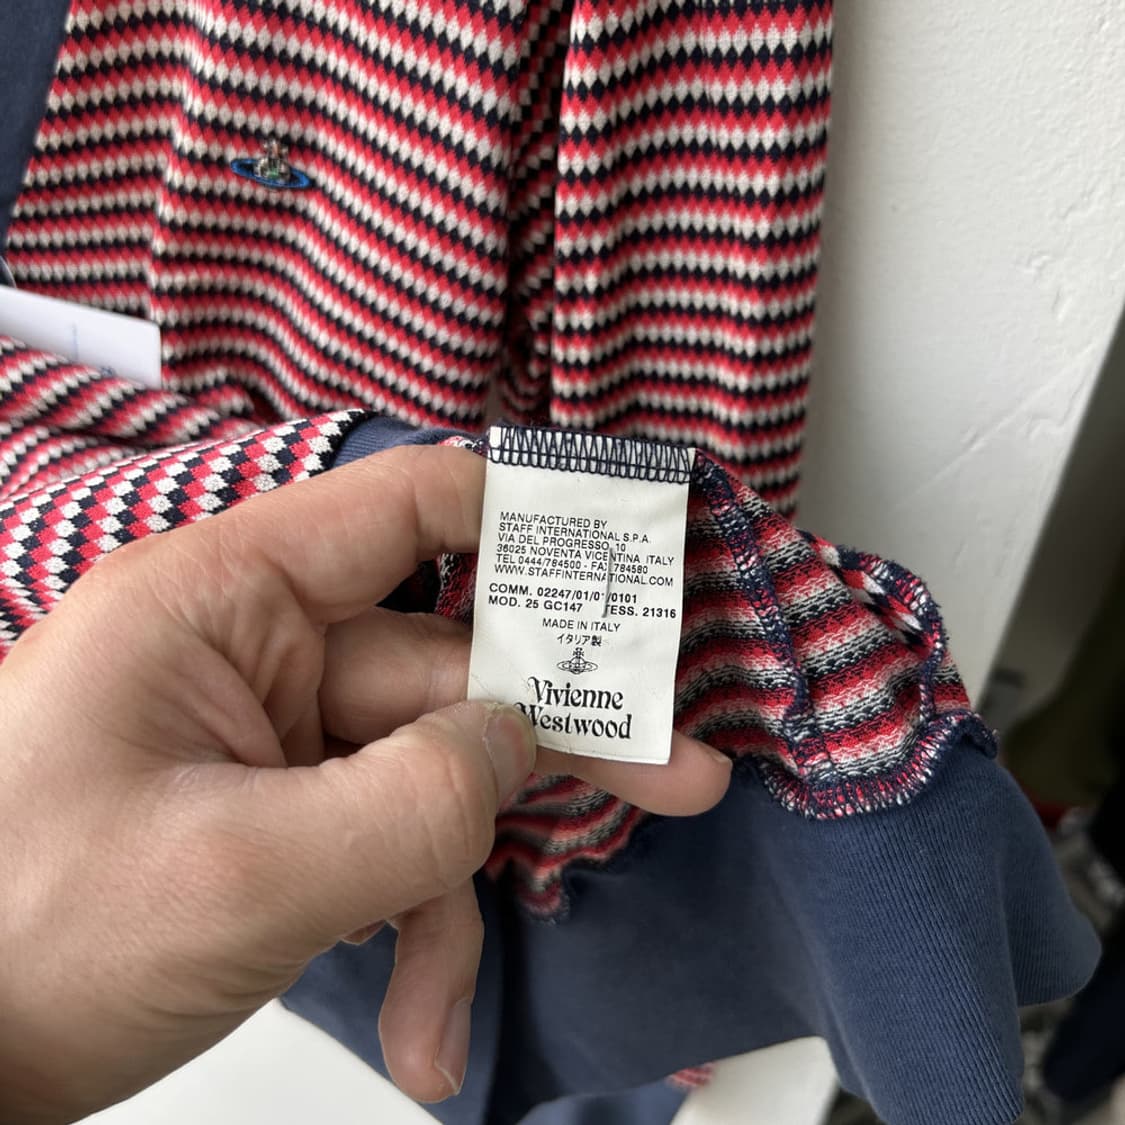 MANUFACTURED BY
STAFF INTERNATIONAL S.P.A.
VIA DEL PROGRESSO, 10
36025 NOVENTA VICENTINA ITALY
TEL 0444/784500 - FAX 784580
WWW.STAFFINTERNATIONAL.COM
COMM. 02247/01/01/0101
MOD. 25 GC147 TESS. 21316
MADE IN ITALY
イタリア製
Vivienne
Westwood